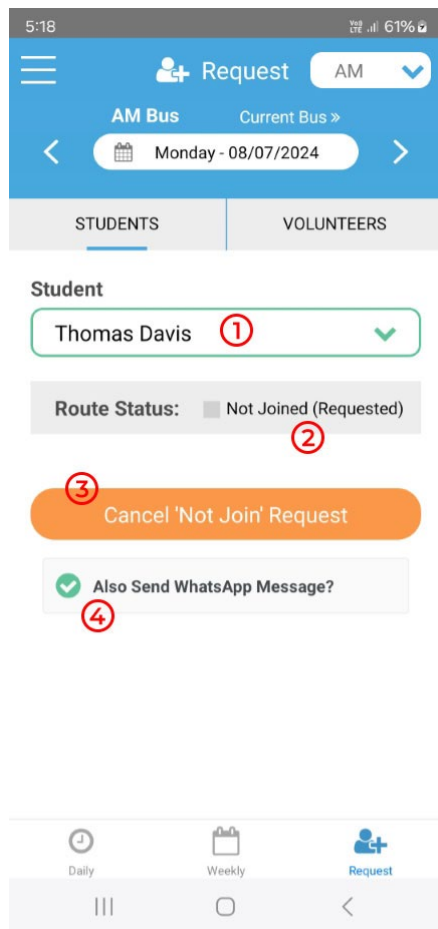 5:18
Vo)) LTE 61%
Request AM
AM Bus Current Bus »
Monday - 08/07/2024
STUDENTS VOLUNTEERS
Student
Thomas Davis 1
Route Status: Not Joined (Requested)
2
3
Cancel 'Not Join' Request
Also Send WhatsApp Message?
4
Daily Weekly Request